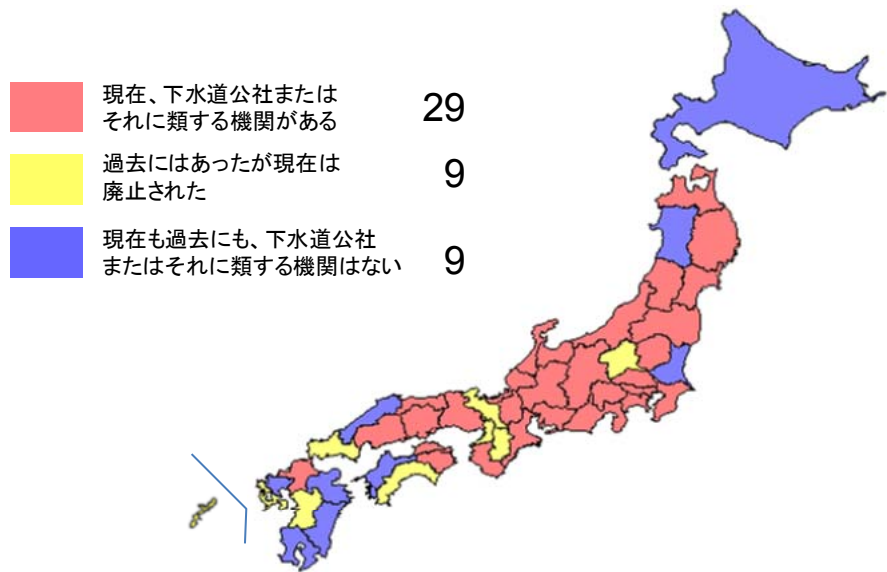 現在、下水道公社または
それに類する機関がある 29
過去にはあったが現在は
廃止された 9
現在も過去にも、下水道公社
またはそれに類する機関はない 9